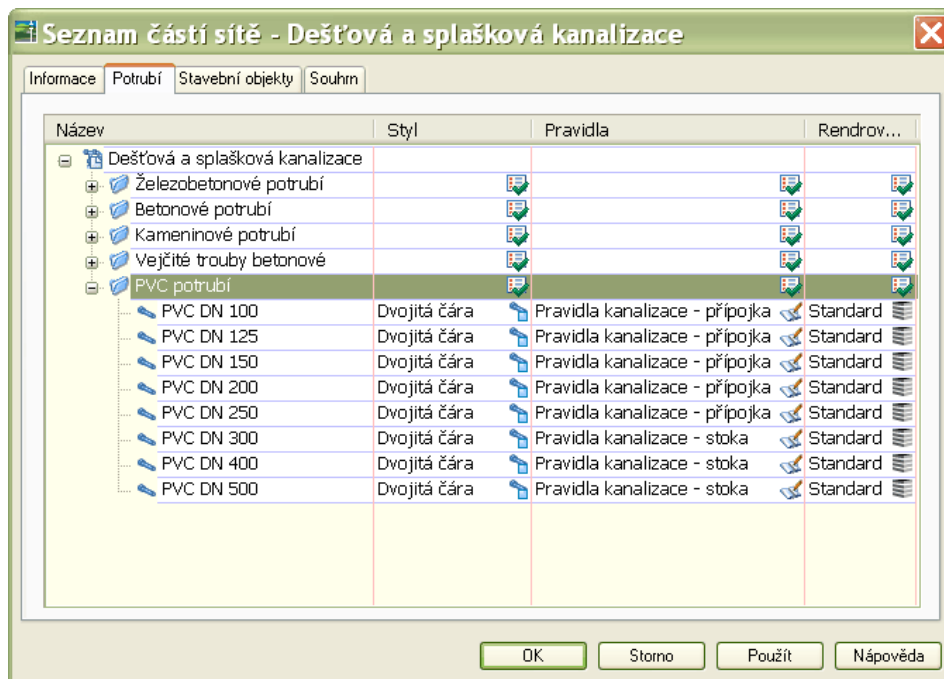 Seznam částí sítě - Dešťová a splašková kanalizace
Informace Potrubí Stavební objekty Souhrn
Název Styl Pravidla Rendrov...
Dešťová a splašková kanalizace
Železobetonové potrubí
Betonové potrubí
Kameninové potrubí
Vejčité trouby betonové
PVC potrubí
PVC DN 100 Dvojitá čára Pravidla kanalizace - přípojka Standard
PVC DN 125 Dvojitá čára Pravidla kanalizace - přípojka Standard
PVC DN 150 Dvojitá čára Pravidla kanalizace - přípojka Standard
PVC DN 200 Dvojitá čára Pravidla kanalizace - přípojka Standard
PVC DN 250 Dvojitá čára Pravidla kanalizace - přípojka Standard
PVC DN 300 Dvojitá čára Pravidla kanalizace - stoka Standard
PVC DN 400 Dvojitá čára Pravidla kanalizace - stoka Standard
PVC DN 500 Dvojitá čára Pravidla kanalizace - stoka Standard
OK Storno Použít Nápověda